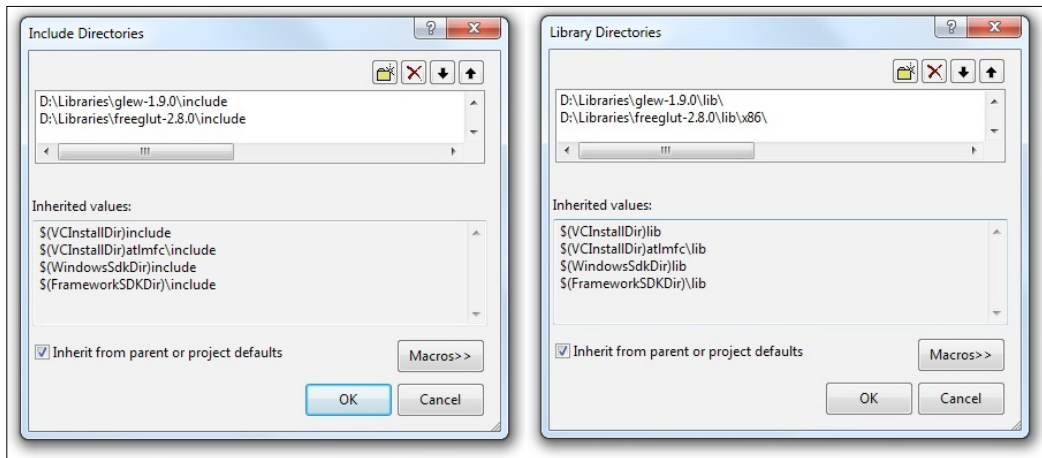 Include Directories
D:\Libraries\glew-1.9.0\include
D:\Libraries\freeglut-2.8.0\include
Inherited values:
$(VCInstallDir)include
$(VCInstallDir)atlmfc\include
$(WindowsSdkDir)include
$(FrameworkSDKDir)\include
Inherit from parent or project defaults
Macros>>
OK
Cancel
Library Directories
D:\Libraries\glew-1.9.0\lib\
D:\Libraries\freeglut-2.8.0\lib\x86\
Inherited values:
$(VCInstallDir)lib
$(VCInstallDir)atlmfc\lib
$(WindowsSdkDir)lib
$(FrameworkSDKDir)\lib
Inherit from parent or project defaults
Macros>>
OK
Cancel